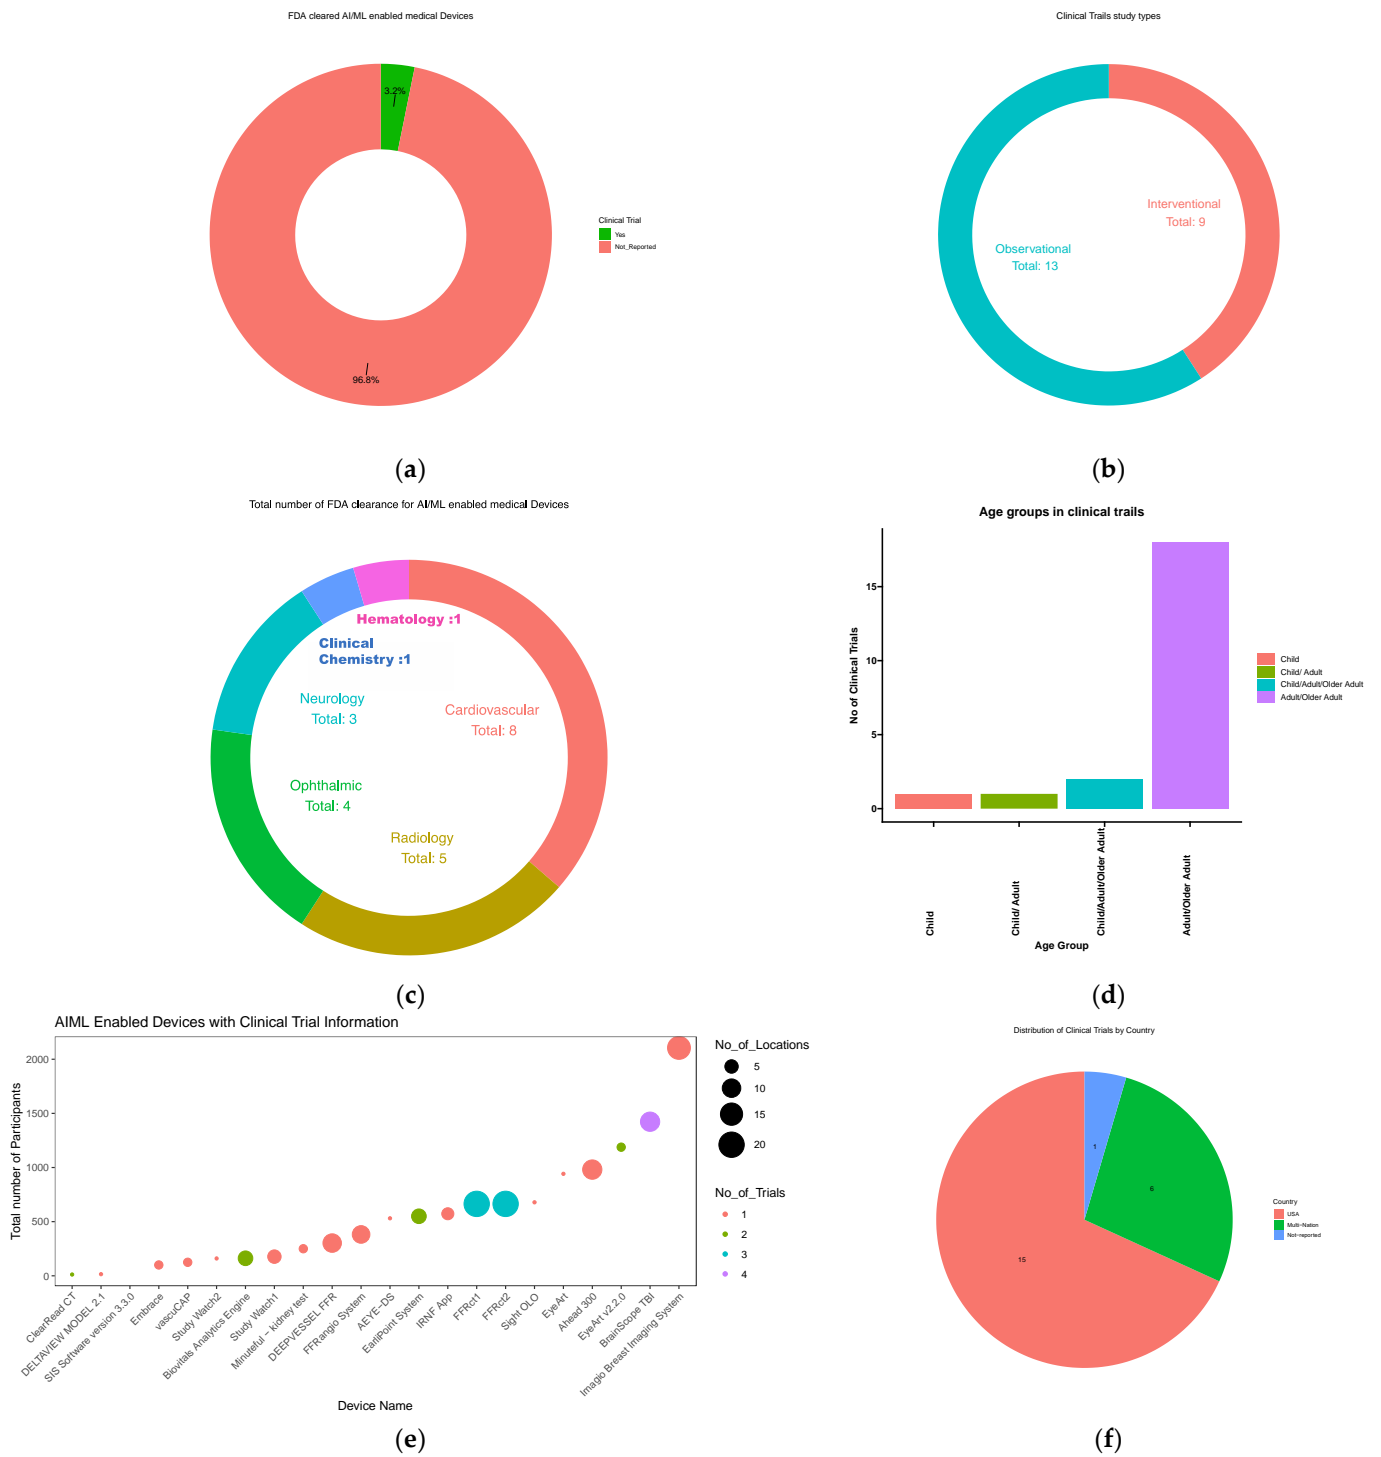 FDA cleared AI/ML enabled medical Devices
3.2%
96.8%
Clinical Trial
Yes
Not_Reported
(a)
Clinical Trails study types
Interventional
Total: 9
Observational
Total: 13
(b)
Total number of FDA clearance for AI/ML enabled medical Devices
Hematology :1
Clinical
Chemistry :1
Neurology
Total: 3
Cardiovascular
Total: 8
Ophthalmic
Total: 4
Radiology
Total: 5
(c)
Age groups in clinical trails
No of Clinical Trials
15
10
5
0
Child
Child/ Adult
Child/Adult/Older Adult
Adult/Older Adult
Age Group
Child
Child/ Adult
Child/Adult/Older Adult
Adult/Older Adult
(d)
AIML Enabled Devices with Clinical Trial Information
Total number of Participants
2000
1500
1000
500
0
ClearRead CT
DELTAVIEW MODEL 2.1
SIS Software version 3.3.0
Embrace
vascuCAP
Study Watch2
Biovitals Analytics Engine
Study Watch1
Minuteful − kidney test
DEEPVESSEL FFR
FFRangio System
AEYE−DS
EarliPoint System
IRNF App
FFRct1
FFRct2
Sight OLO
EyeArt
Ahead 300
EyeArt v2.2.0
BrainScope TBI
Imagio Breast Imaging System
Device Name
No_of_Locations
5
10
15
20
No_of_Trials
1
2
3
4
(e)
Distribution of Clinical Trials by Country
1
6
15
Country
USA
Multi−Nation
Not−reported
(f)